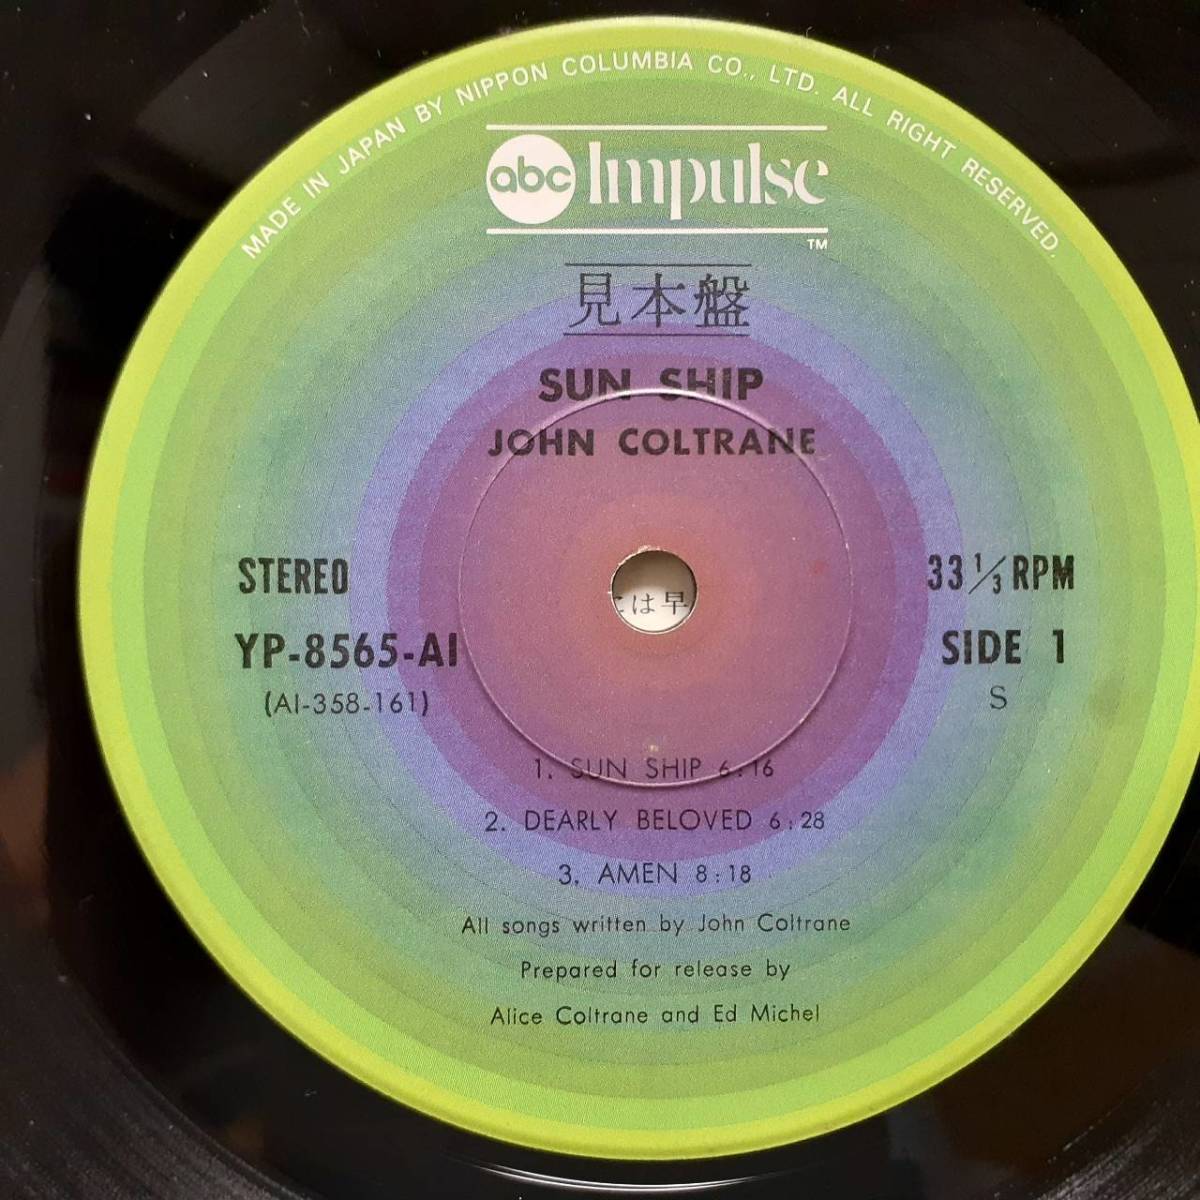 MADE IN JAPAN BY NIPPON COLUMBIA CO., LTD. ALL RIGHT RESERVED.
abc Impulse
TM
見本盤
SUN SHIP
JOHN COLTRANE
STEREO
33 1/3 RPM
YP-8565-AI
SIDE 1
(AI-358-161)
S
には早
1. SUN SHIP 6:16
2. DEARLY BELOVED 6:28
3. AMEN 8:18
All songs written by John Coltrane
Prepared for release by
Alice Coltrane and Ed Michel